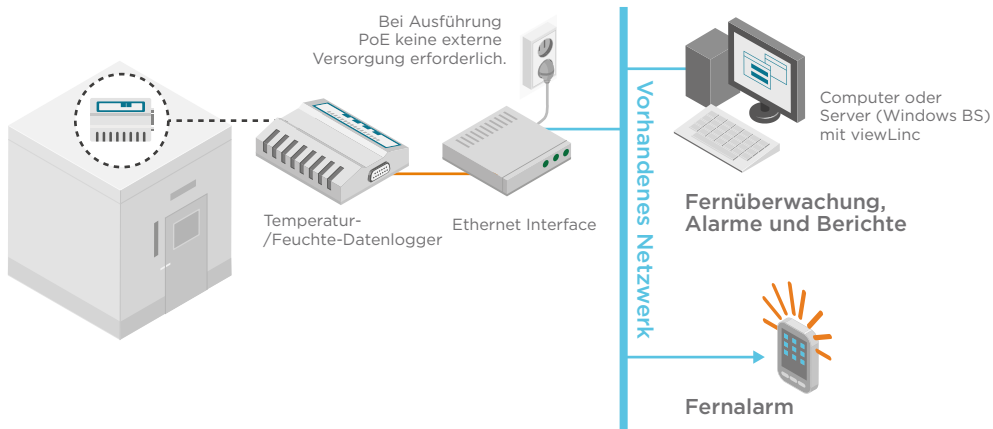 Bei Ausführung
PoE keine externe
Versorgung erforderlich.
Temperatur-
/Feuchte-Datenlogger
Ethernet Interface
Vorhandenes Netzwerk
Computer oder
Server (Windows BS)
mit viewLinc
Fernüberwachung,
Alarme und Berichte
Fernalarm